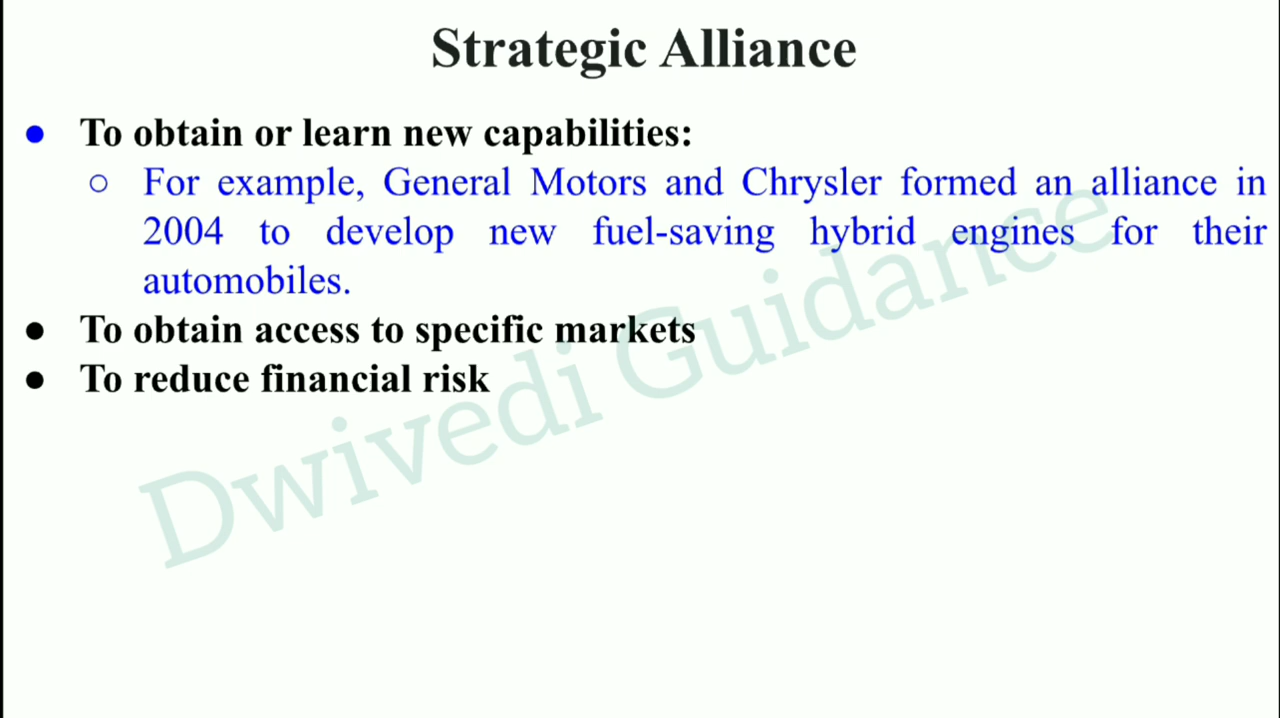 Strategic Alliance
● To obtain or learn new capabilities:
○ For example, General Motors and Chrysler formed an alliance in
2004 to develop new fuel-saving hybrid engines for their
automobiles.
● To obtain access to specific markets
● To reduce financial risk
Dwivedi Guidance